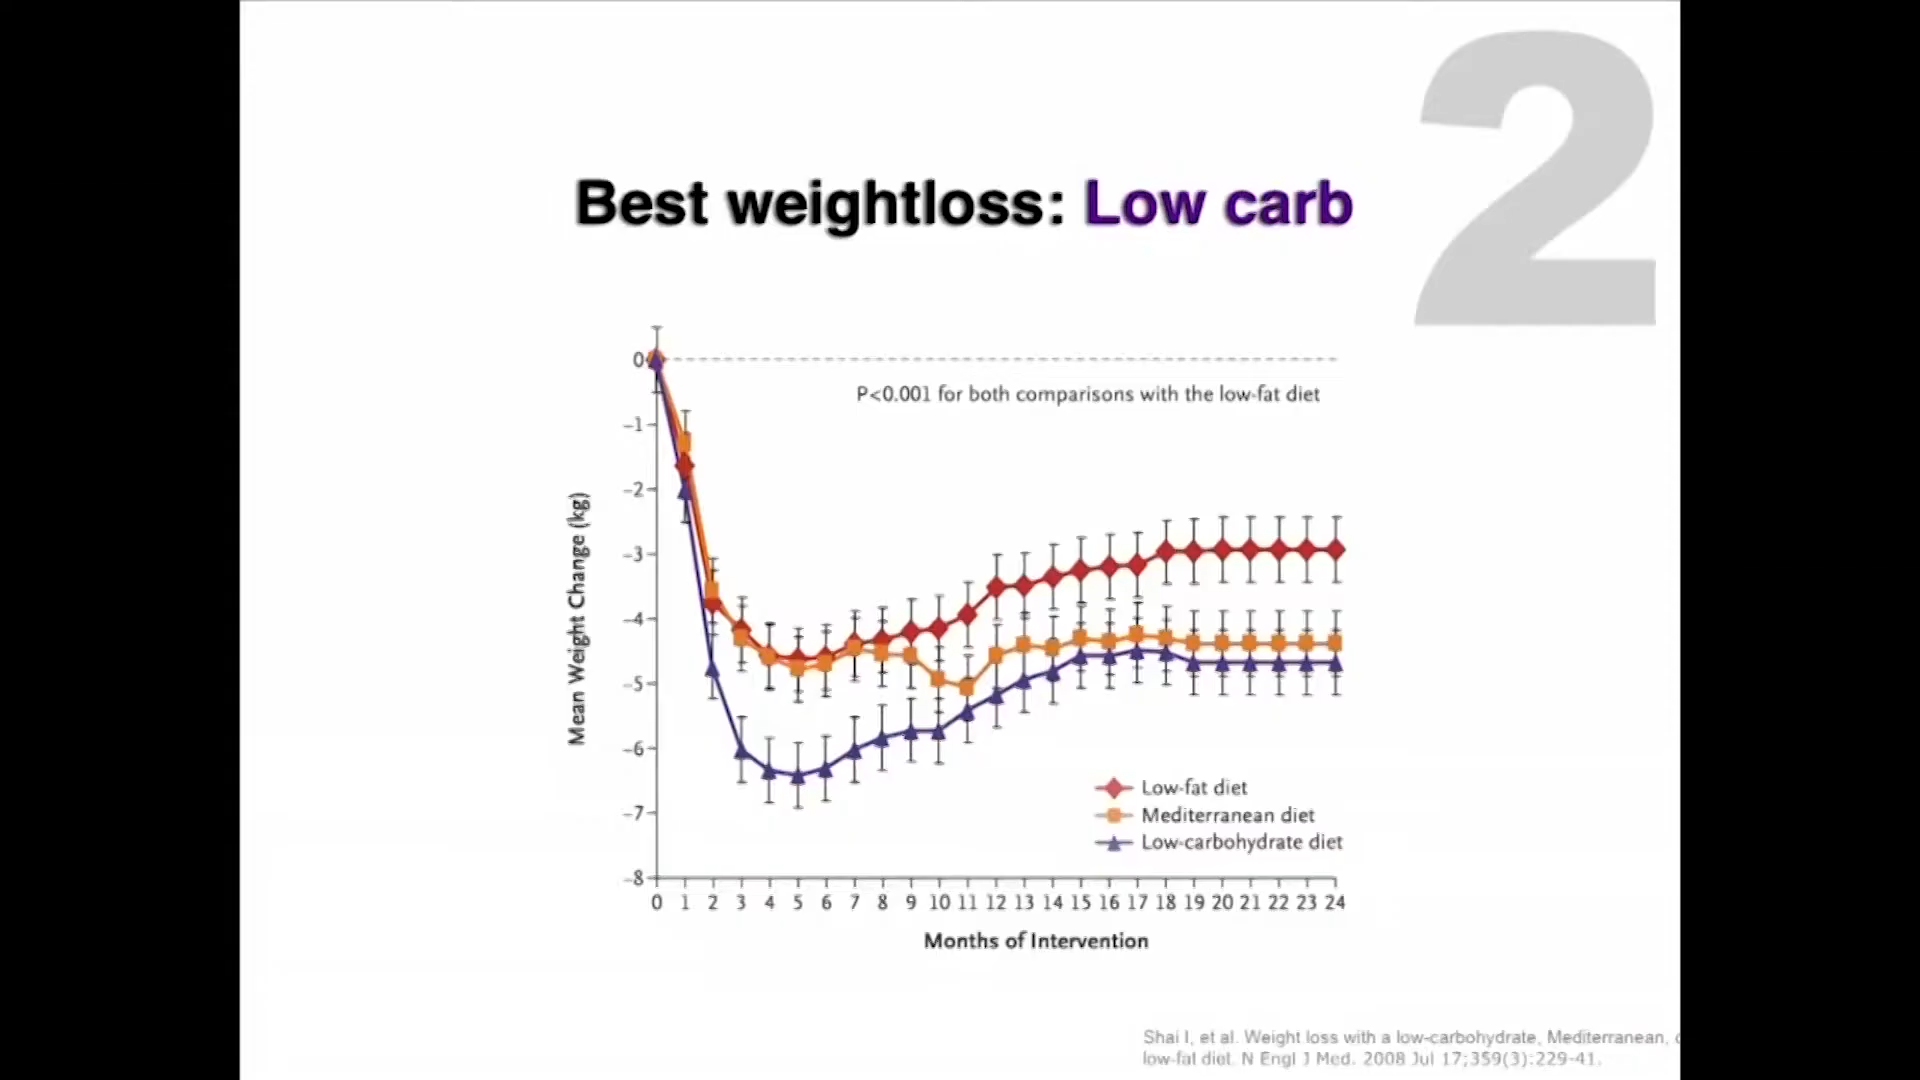 2
Best weightloss: Low carb
0
P<0.001 for both comparisons with the low-fat diet
-1
-2
-3
-4
-5
-6
-7
-8
Mean Weight Change (kg)
Low-fat diet
Mediterranean diet
Low-carbohydrate diet
0 1 2 3 4 5 6 7 8 9 10 11 12 13 14 15 16 17 18 19 20 21 22 23 24
Months of Intervention
Shai I, et al. Weight loss with a low-carbohydrate, Mediterranean,
low-fat diet. N Engl J Med. 2008 Jul 17;359(3):229-41.